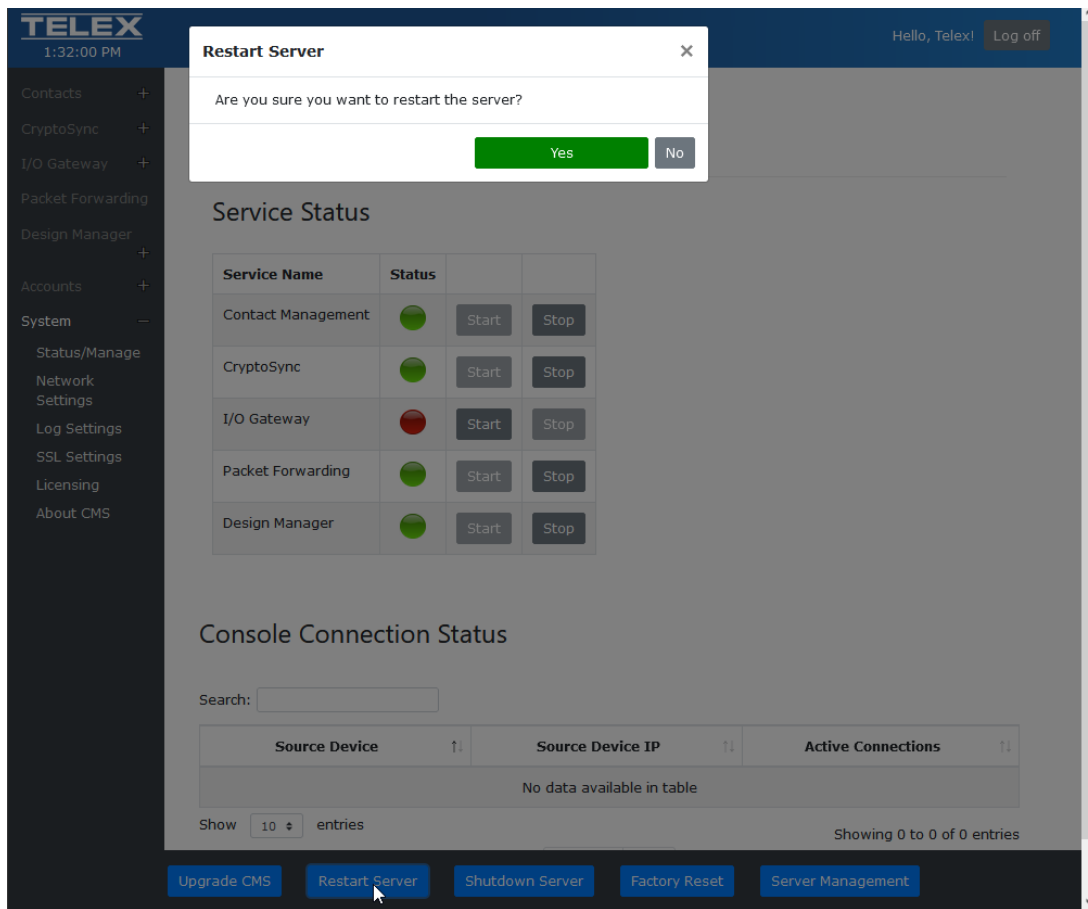 TELEX
1:32:00 PM
Hello, Telex! Log off
Restart Server ×
Are you sure you want to restart the server?
Yes No
Contacts +
CryptoSync +
I/O Gateway +
Packet Forwarding
Design Manager
+
Accounts +
System −
Status/Manage
Network
Settings
Log Settings
SSL Settings
Licensing
About CMS
Service Status
Service Name Status
Contact Management Start Stop
CryptoSync Start Stop
I/O Gateway Start Stop
Packet Forwarding Start Stop
Design Manager Start Stop
Console Connection Status
Search:
Source Device Source Device IP Active Connections
No data available in table
Show 10 entries
Showing 0 to 0 of 0 entries
Upgrade CMS Restart Server Shutdown Server Factory Reset Server Management